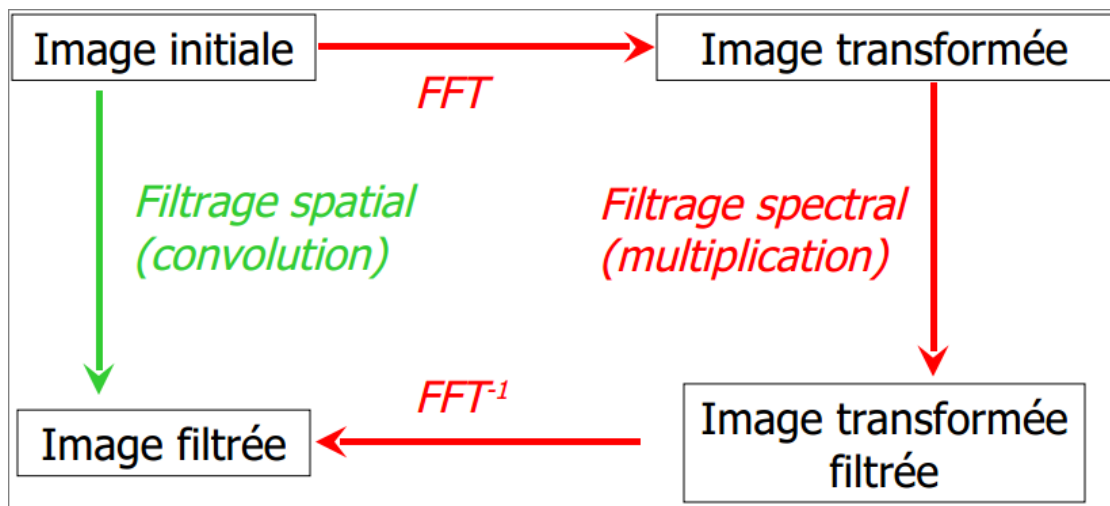 Image initiale
FFT
Image transformée
Filtrage spatial
(convolution)
Filtrage spectral
(multiplication)
FFT⁻¹
Image filtrée
Image transformée
filtrée